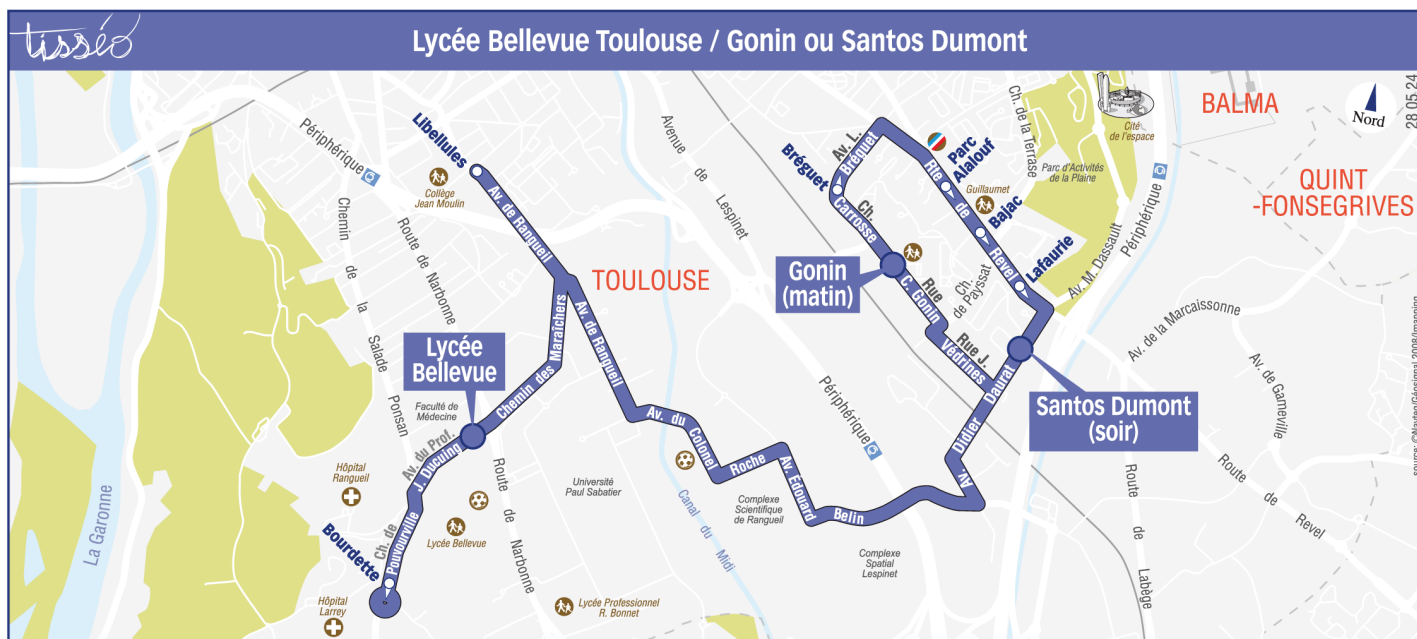 tisséo
Lycée Bellevue Toulouse / Gonin ou Santos Dumont
28 05 24
Nord
BALMA
QUINT
-FONSEGRIVES
TOULOUSE
Cité
de l'espace
Parc d'Activités
de la Plaine
Ch. de la Terrase
Périphérique
Av. M. Dassault
Périphérique
Libellules
Collège
Jean Moulin
Av. de Rangueil
Chemin de la Salade Ponsan
Route de Narbonne
Avenue de Lespinet
Av. L.
Bréguet
Bréguet
Ch.
Carrosse
Parc
Alalouf
Rte de Revel
Guillaumet
Bajac
Lafaurie
Ch.
de Payssat
Gonin
(matin)
Rue
C. Gonin
Rue J.
Védrines
Santos Dumont
(soir)
Av. Didier Daurat
Av. de la Marcaissonne
Av. de Gameville
Route de Revel
Route de Labège
Lycée
Bellevue
Faculté de
Médecine
Chemin des Maraîchers
Av. de Rangueil
Av. du Colonel Roche
Av. Edouard Belin
Périphérique
Av. du Prof.
J. Ducuing
Hôpital
Rangueil
Lycée Bellevue
Route de Narbonne
Université
Paul Sabatier
Complexe
Scientifique
de Rangueil
Canal du Midi
Complexe
Spatial
Lespinet
Ch. de
Pouvourville
Bourdette
Hôpital
Larrey
Lycée Professionnel
R. Bonnet
La Garonne